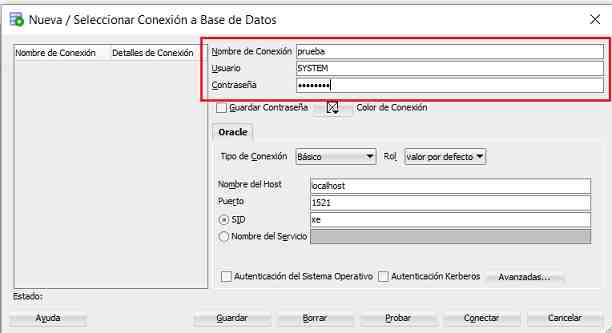 Nueva / Seleccionar Conexión a Base de Datos
Nombre de Conexión Detalles de Conexión
Nombre de Conexión prueba
Usuario SYSTEM
Contraseña ••••••••
Guardar Contraseña Color de Conexión
Oracle
Tipo de Conexión Básico Rol valor por defecto
Nombre del Host localhost
Puerto 1521
SID xe
Nombre del Servicio
Autenticación del Sistema Operativo Autenticación Kerberos Avanzadas...
Estado:
Ayuda Guardar Borrar Probar Conectar Cancelar